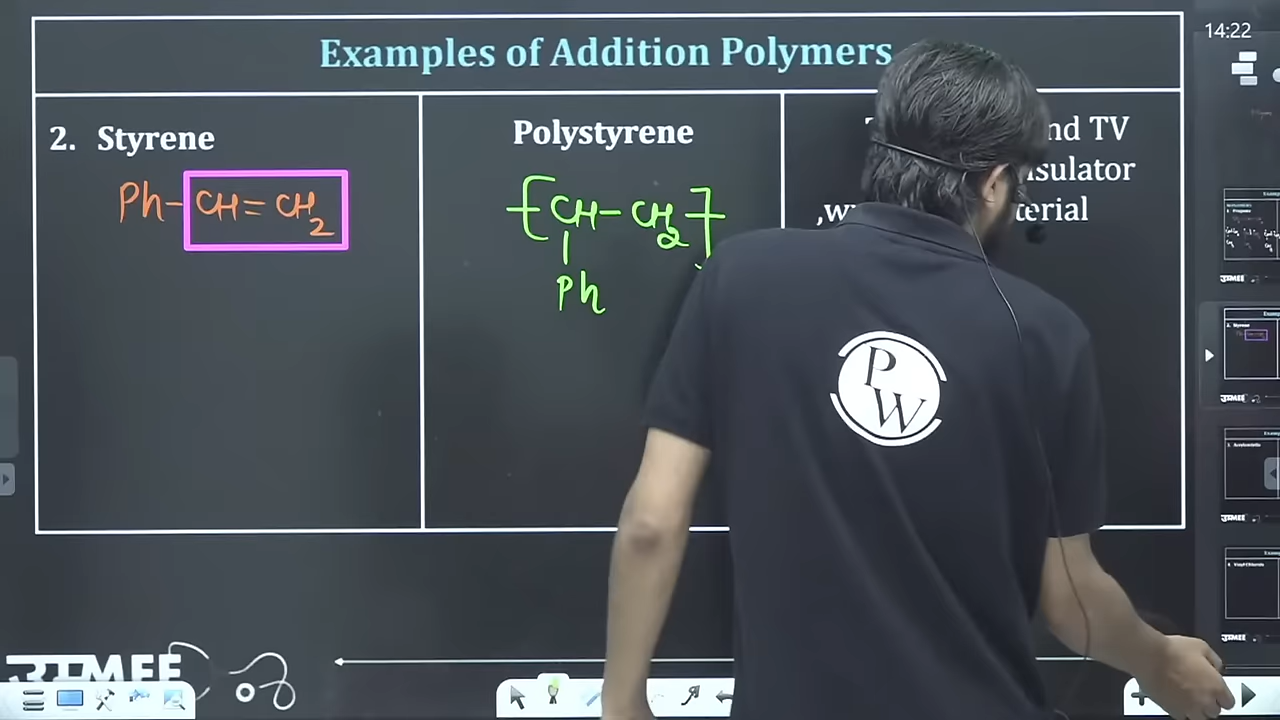 Examples of Addition Polymers
14:22
2. Styrene
Polystyrene
nd TV
sulator
terial
Ph-CH=CH2
[CH-CH2]
Ph
PW
उम्मीद